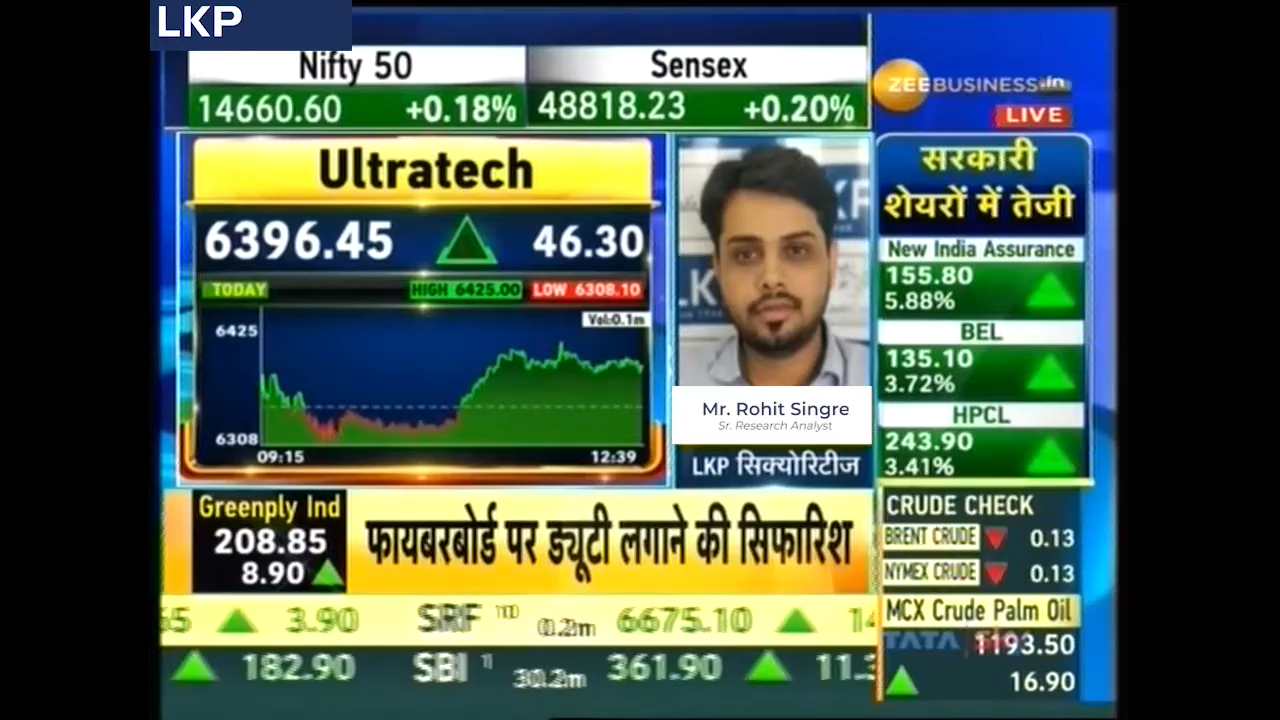 LKP
Nifty 50
14660.60 +0.18%
Sensex
48818.23 +0.20%
ZEEBUSINESS.in
LIVE
Ultratech
6396.45 46.30
TODAY HIGH 6425.00 LOW 6308.10
Vol:0.1m
6425
6308
09:15 12:39
LKP
LK
Mr. Rohit Singre
Sr. Research Analyst
LKP सिक्योरिटीज
सरकारी
शेयरों में तेजी
New India Assurance
155.80
5.88%
BEL
135.10
3.72%
HPCL
243.90
3.41%
Greenply Ind
208.85
8.90
फायबरबोर्ड पर ड्यूटी लगाने की सिफारिश
CRUDE CHECK
BRENT CRUDE 0.13
NYMEX CRUDE 0.13
MCX Crude Palm Oil
1193.50
16.90
TATA sky
3.90 SRF 0.2m 6675.10
182.90 SBI 30.2m 361.90